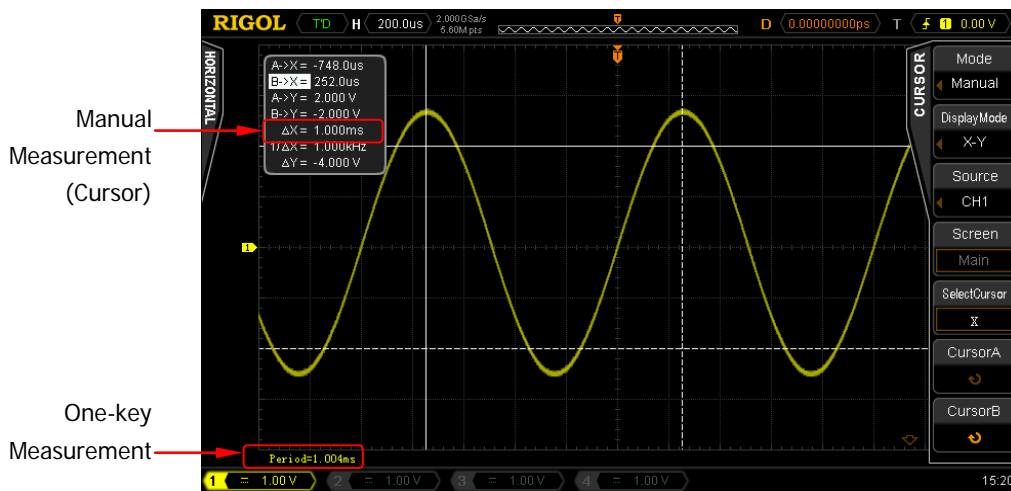 RIGOL T'D H 200.0us 2.000GSa/s 5.60Mpts T D 0.00000000ps T 1 0.00 V
HORIZONTAL
A->X= -748.0us
B->X= 252.0us
A->Y= 2.000 V
B->Y= -2.000 V
ΔX= 1.000ms
1/ΔX= 1.000kHz
ΔY= -4.000 V
T
Manual
Measurement
(Cursor)
1
CURSOR
Mode
Manual
DisplayMode
X-Y
Source
CH1
Screen
Main
SelectCursor
X
CursorA
CursorB
One-key
Measurement
Period=1.004ms
1 = 1.00 V 2 = 1.00 V 3 = 1.00 V 4 = 1.00 V 15:20